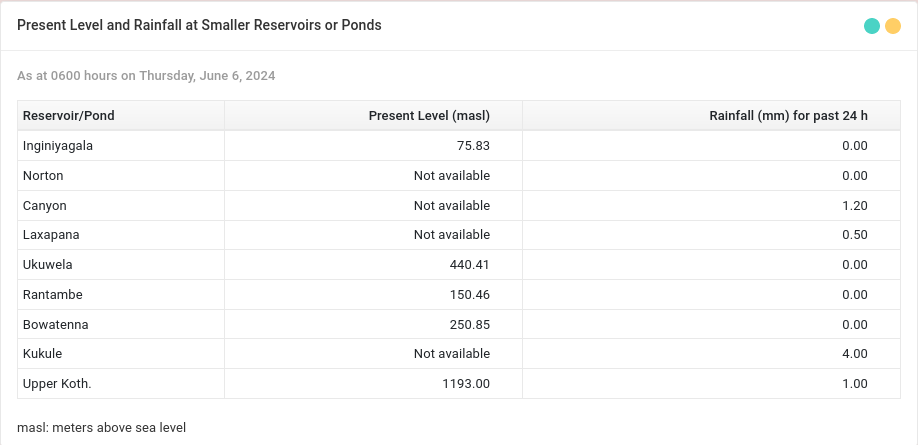 Present Level and Rainfall at Smaller Reservoirs or Ponds
As at 0600 hours on Thursday, June 6, 2024
Reservoir/Pond Present Level (masl) Rainfall (mm) for past 24 h
Inginiyagala 75.83 0.00
Norton Not available 0.00
Canyon Not available 1.20
Laxapana Not available 0.50
Ukuwela 440.41 0.00
Rantambe 150.46 0.00
Bowatenna 250.85 0.00
Kukule Not available 4.00
Upper Koth. 1193.00 1.00
masl: meters above sea level